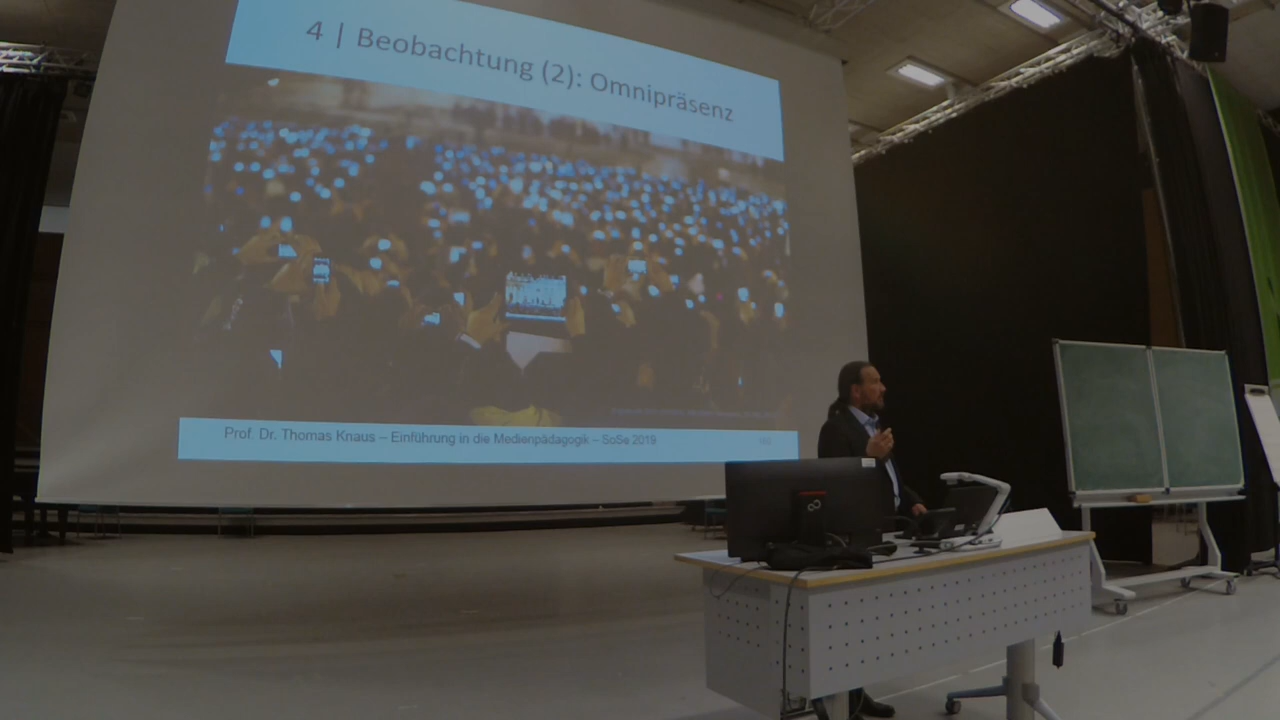 4 | Beobachtung (2): Omnipräsenz
Prof. Dr. Thomas Knaus – Einführung in die Medienpädagogik – SoSe 2019